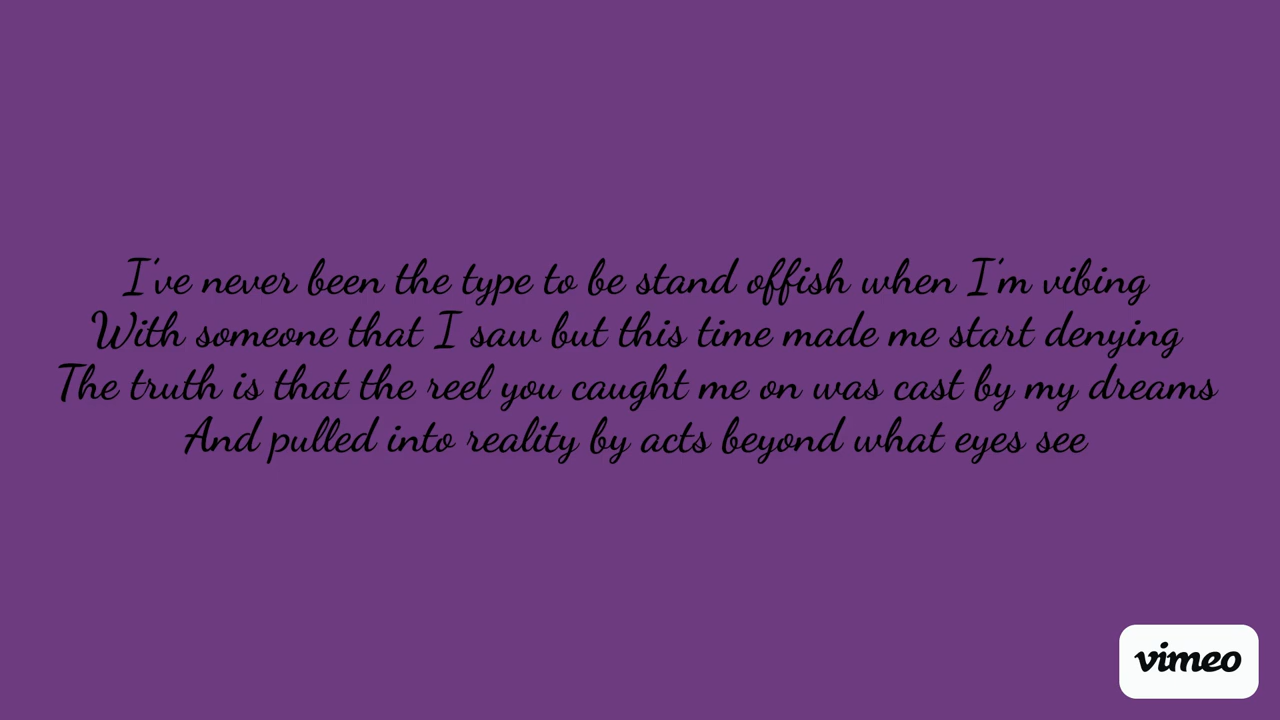 I've never been the type to be stand offish when I'm vibing
With someone that I saw but this time made me start denying
The truth is that the reel you caught me on was cast by my dreams
And pulled into reality by acts beyond what eyes see
vimeo